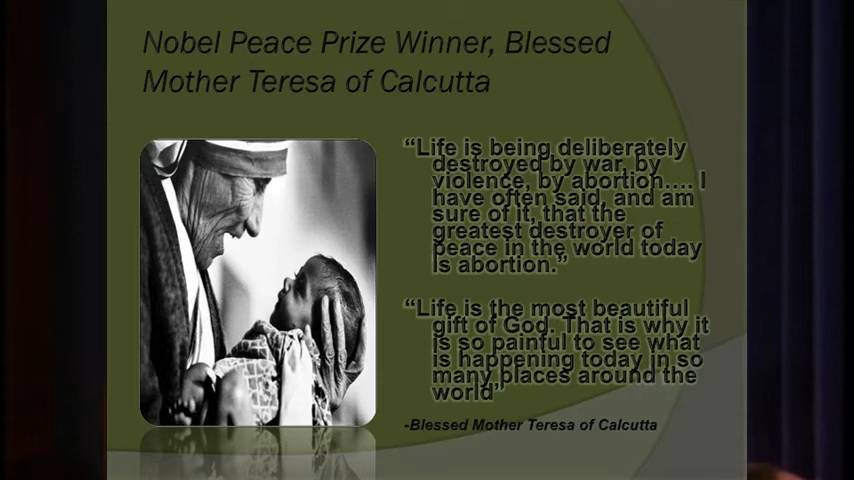 Nobel Peace Prize Winner, Blessed
Mother Teresa of Calcutta
“Life is being deliberately
destroyed by war, by
violence, by abortion…. I
have often said, and am
sure of it, that the
greatest destroyer of
peace in the world today
is abortion.”
“Life is the most beautiful
gift of God. That is why it
is so painful to see what
is happening today in so
many places around the
world”
-Blessed Mother Teresa of Calcutta